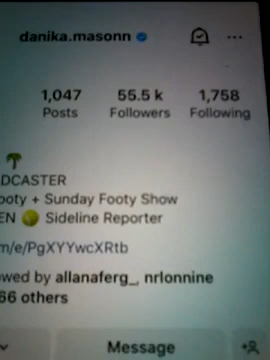 danika.masonn
1,047 55.5 k 1,758
Posts Followers Following
DCASTER
ooty + Sunday Footy Show
EN Sideline Reporter
m/e/PgXYYwcXRtb
wed by allanaferg_, nrlonnine
66 others
Message